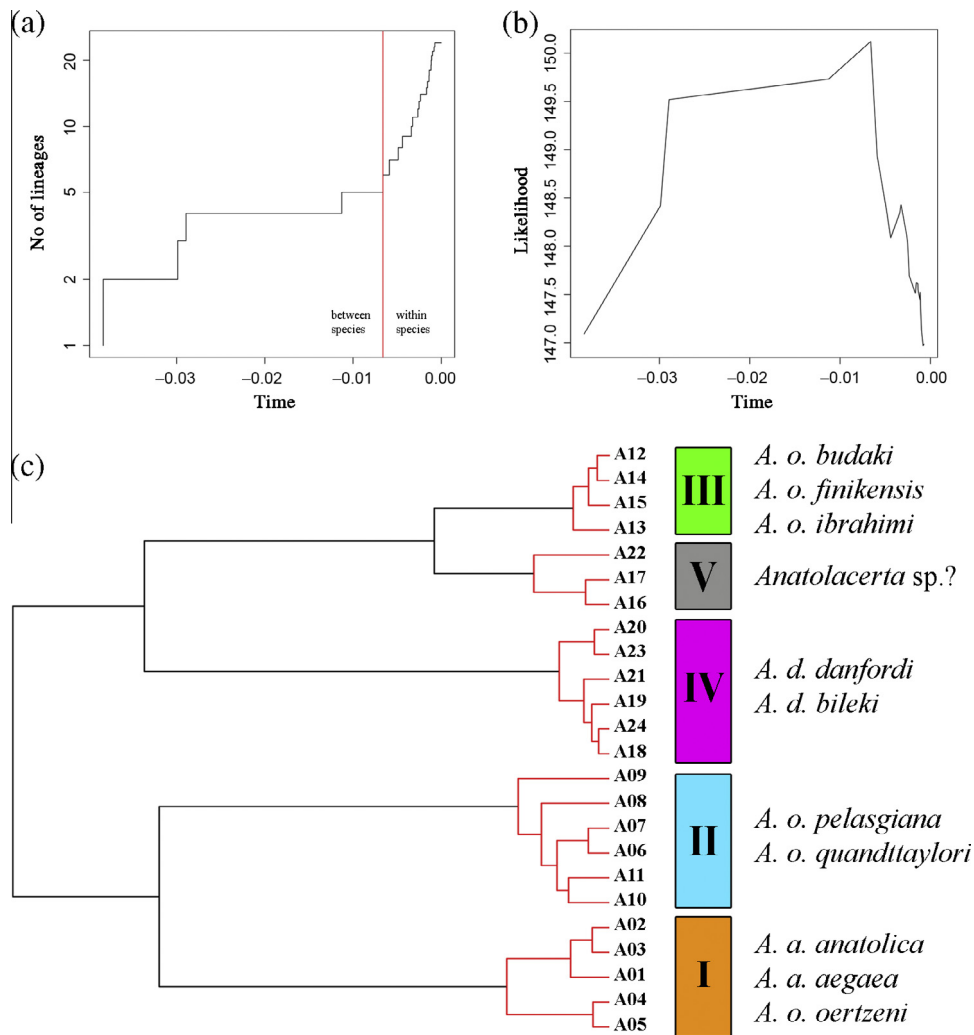 (a)
No of lineages
20
10
5
2
1
between
species
within
species
−0.03 −0.02 −0.01 0.00
Time
(b)
Likelihood
150.0
149.5
149.0
148.5
148.0
147.5
147.0
−0.03 −0.02 −0.01 0.00
Time
(c)
A12
A14
A15
A13
III
A. o. budaki
A. o. finikensis
A. o. ibrahimi
A22
A17
A16
V
Anatolacerta sp.?
A20
A23
A21
A19
A24
A18
IV
A. d. danfordi
A. d. bileki
A09
A08
A07
A06
A11
A10
II
A. o. pelasgiana
A. o. quandttaylori
A02
A03
A01
A04
A05
I
A. a. anatolica
A. a. aegaea
A. o. oertzeni